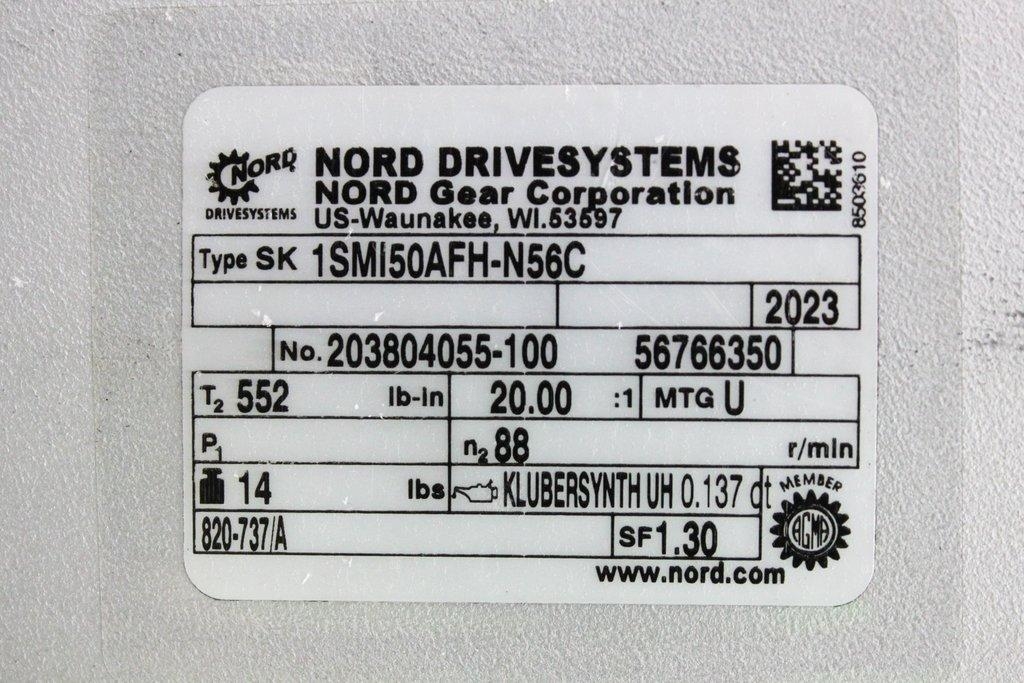 NORD
DRIVESYSTEMS
NORD DRIVESYSTEMS
NORD Gear Corporation
US-Waunakee, WI.53597
8503610
Type SK 1SMI50AFH-N56C
2023
No. 203804055-100 56766350
T2 552 lb-in 20.00 :1 MTG U
P1 n2 88 r/min
14 lbs KLUBERSYNTH UH 0.137 qt
MEMBER
AGMA
820-737/A SF 1.30
www.nord.com